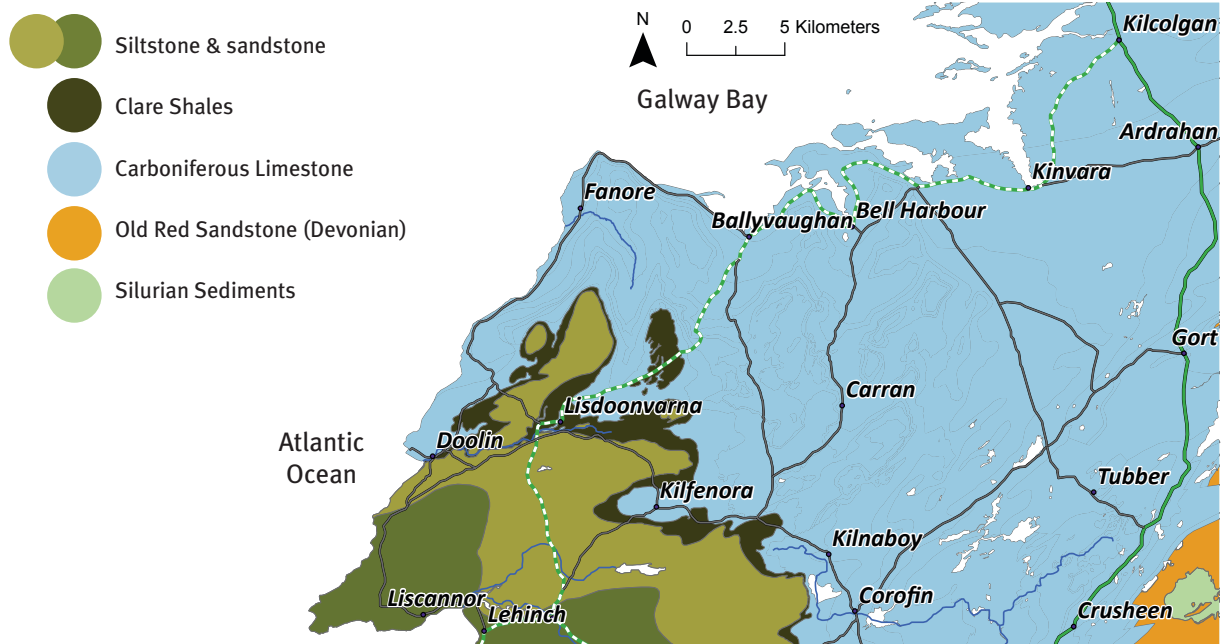 Siltstone & sandstone
Clare Shales
Carboniferous Limestone
Old Red Sandstone (Devonian)
Silurian Sediments
N
0 2.5 5 Kilometers
Galway Bay
Atlantic
Ocean
Kilcolgan
Ardrahan
Kinvara
Fanore
Ballyvaughan
Bell Harbour
Gort
Carran
Lisdoonvarna
Doolin
Tubber
Kilfenora
Kilnaboy
Corofin
Liscannor
Lehinch
Crusheen